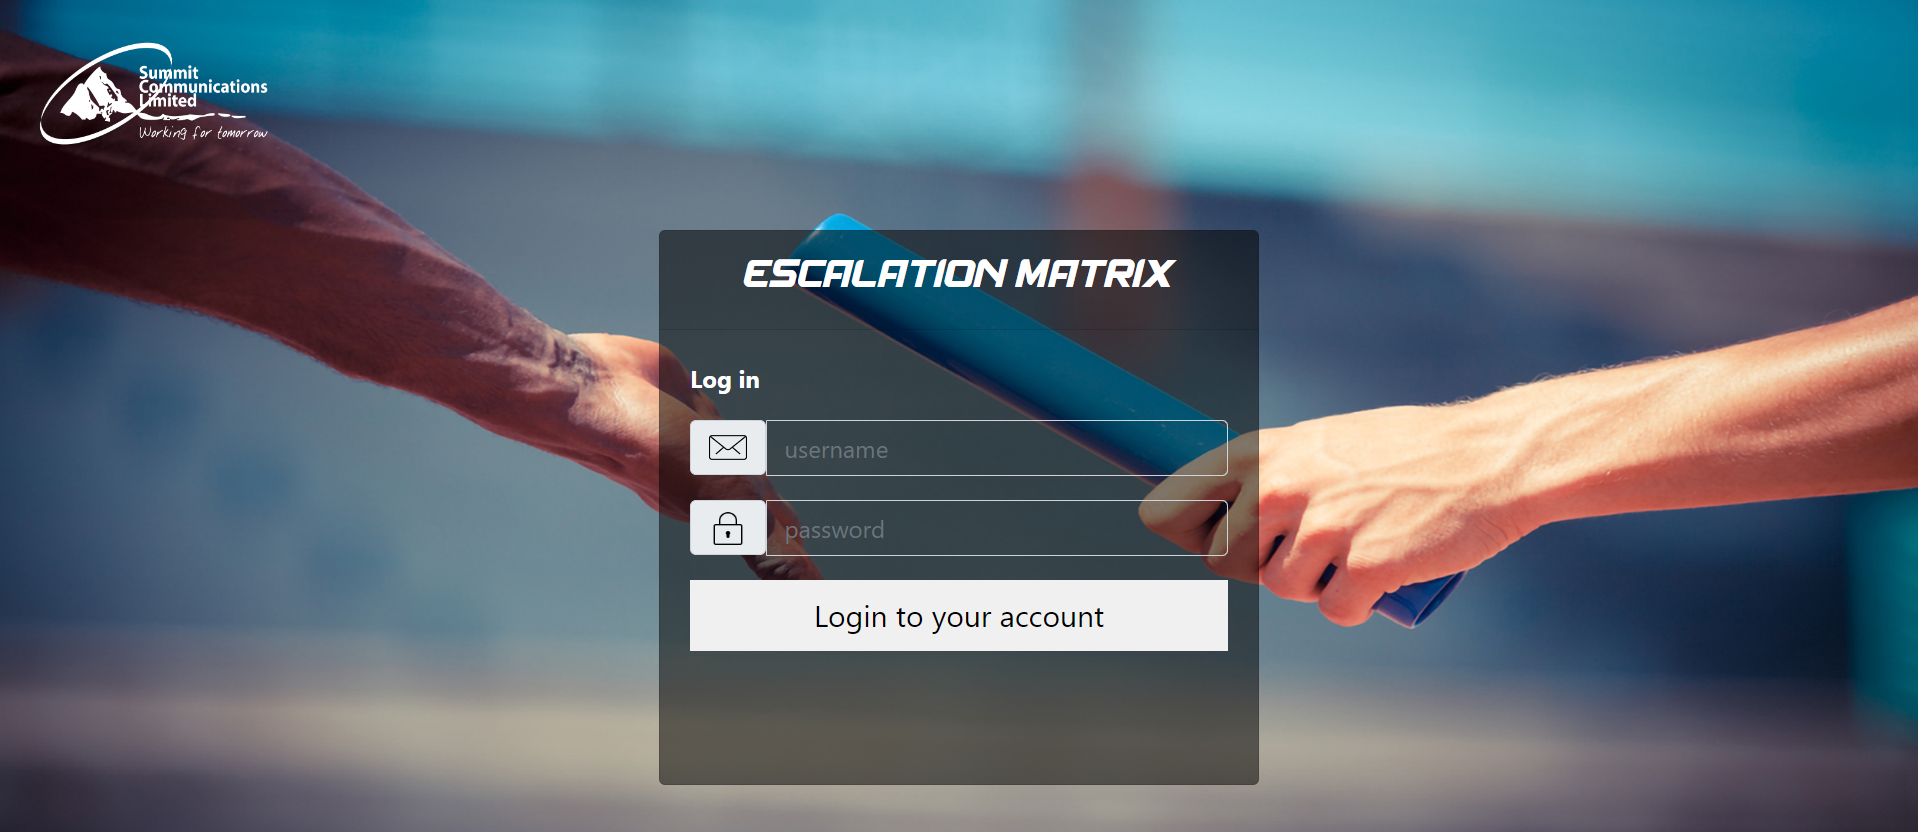 Summit
Communications
Limited
Working for tomorrow
ESCALATION MATRIX
Log in
username
password
Login to your account